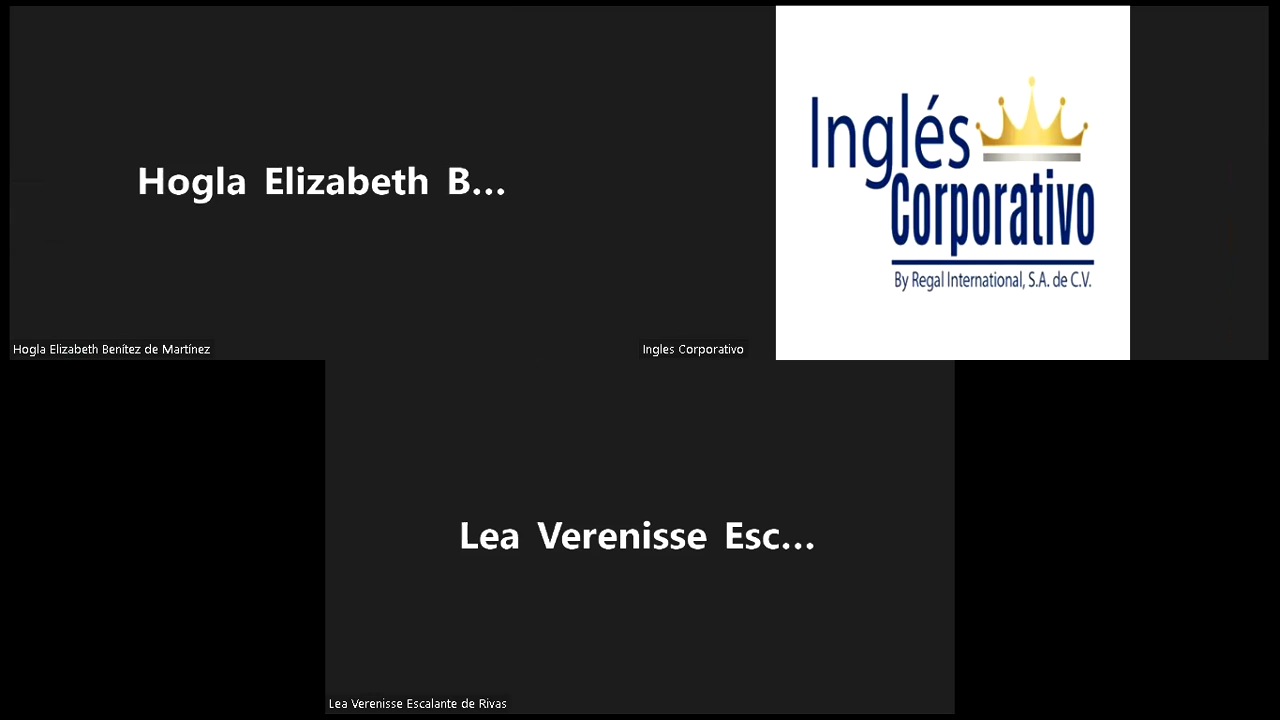 Hogla Elizabeth B...
Hogla Elizabeth Benítez de Martínez
Inglés
Corporativo
By Regal International, S.A. de C.V.
Ingles Corporativo
Lea Verenisse Esc...
Lea Verenisse Escalante de Rivas